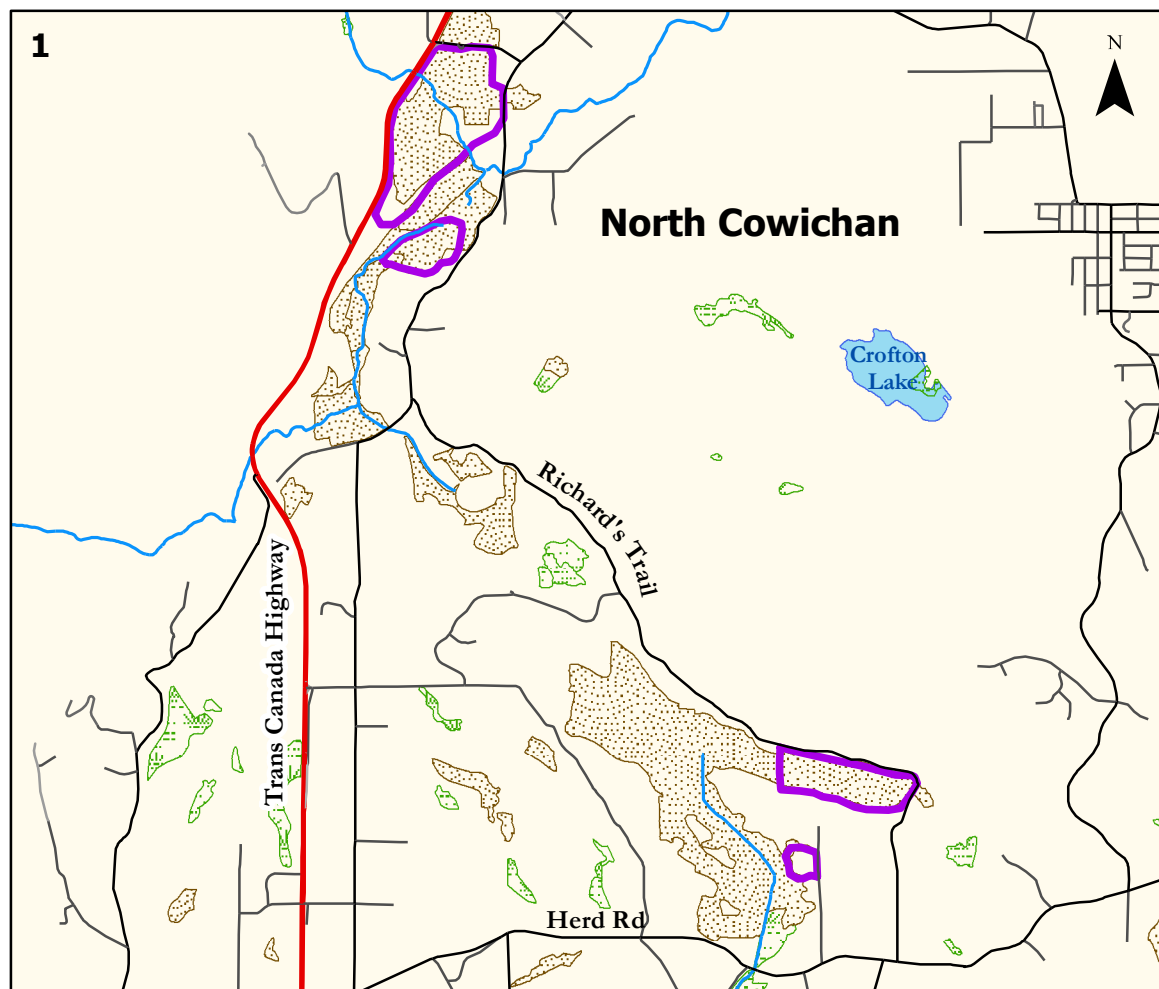 1
N
North Cowichan
Crofton
Lake
Richard's Trail
Trans Canada Highway
Herd Rd